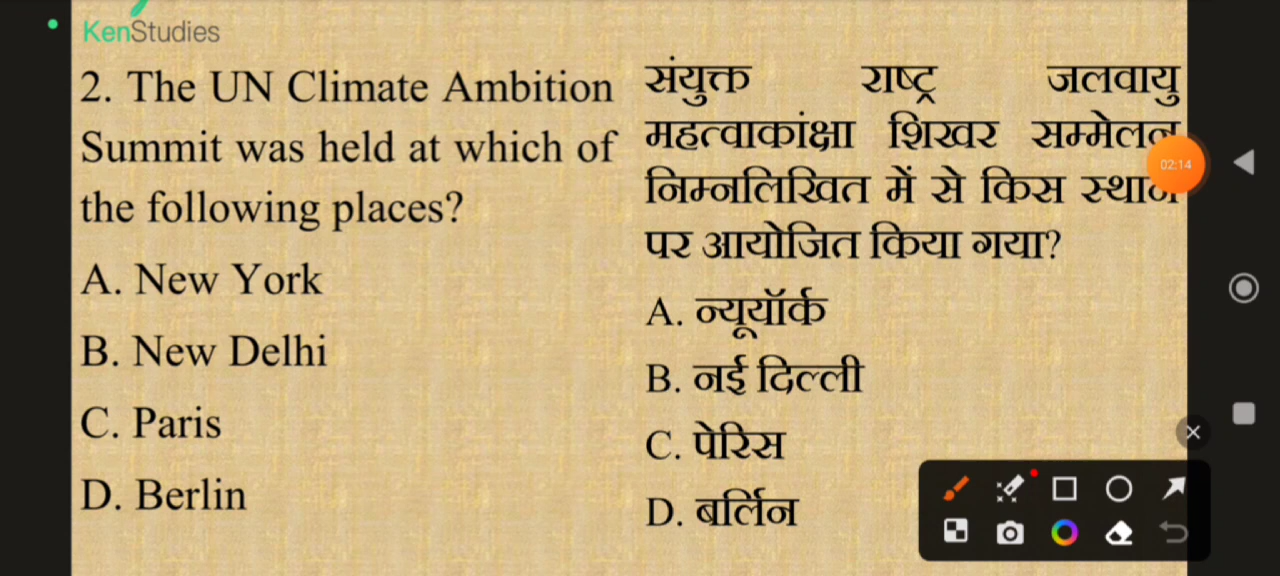 KenStudies
2. The UN Climate Ambition
Summit was held at which of
the following places?
A. New York
B. New Delhi
C. Paris
D. Berlin
संयुक्त राष्ट्र जलवायु
महत्वाकांक्षा शिखर सम्मेलन
निम्नलिखित में से किस स्थान
पर आयोजित किया गया?
A. न्यूयॉर्क
B. नई दिल्ली
C. पेरिस
D. बर्लिन
02:14